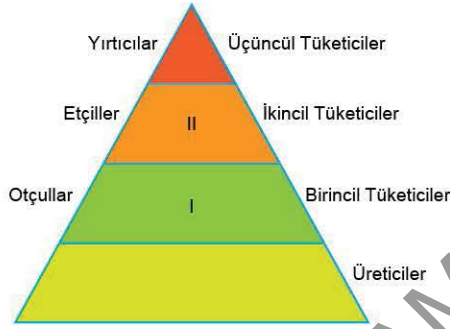 Yırtıcılar Üçüncül Tüketiciler
Etçiller II İkincil Tüketiciler
Otçullar I Birincil Tüketiciler
Üreticiler